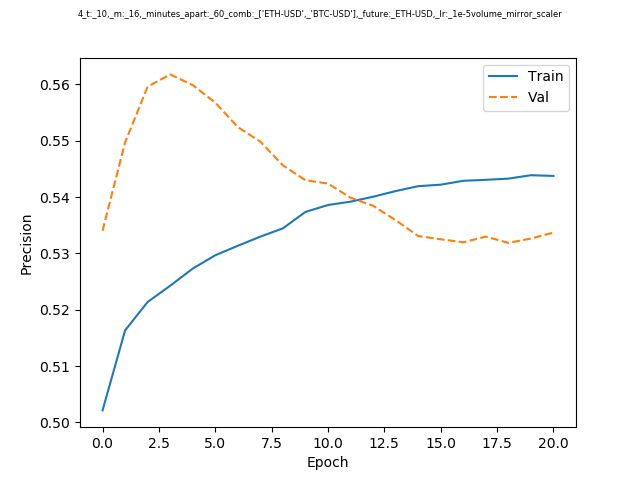 4_t:_10,_m:_16,_minutes_apart:_60_comb:_['ETH-USD',_'BTC-USD'],_future:_ETH-USD,_lr:_1e-5volume_mirror_scaler
Train
Val
0.56
0.55
0.54
0.53
0.52
0.51
0.50
Precision
0.0 2.5 5.0 7.5 10.0 12.5 15.0 17.5 20.0
Epoch